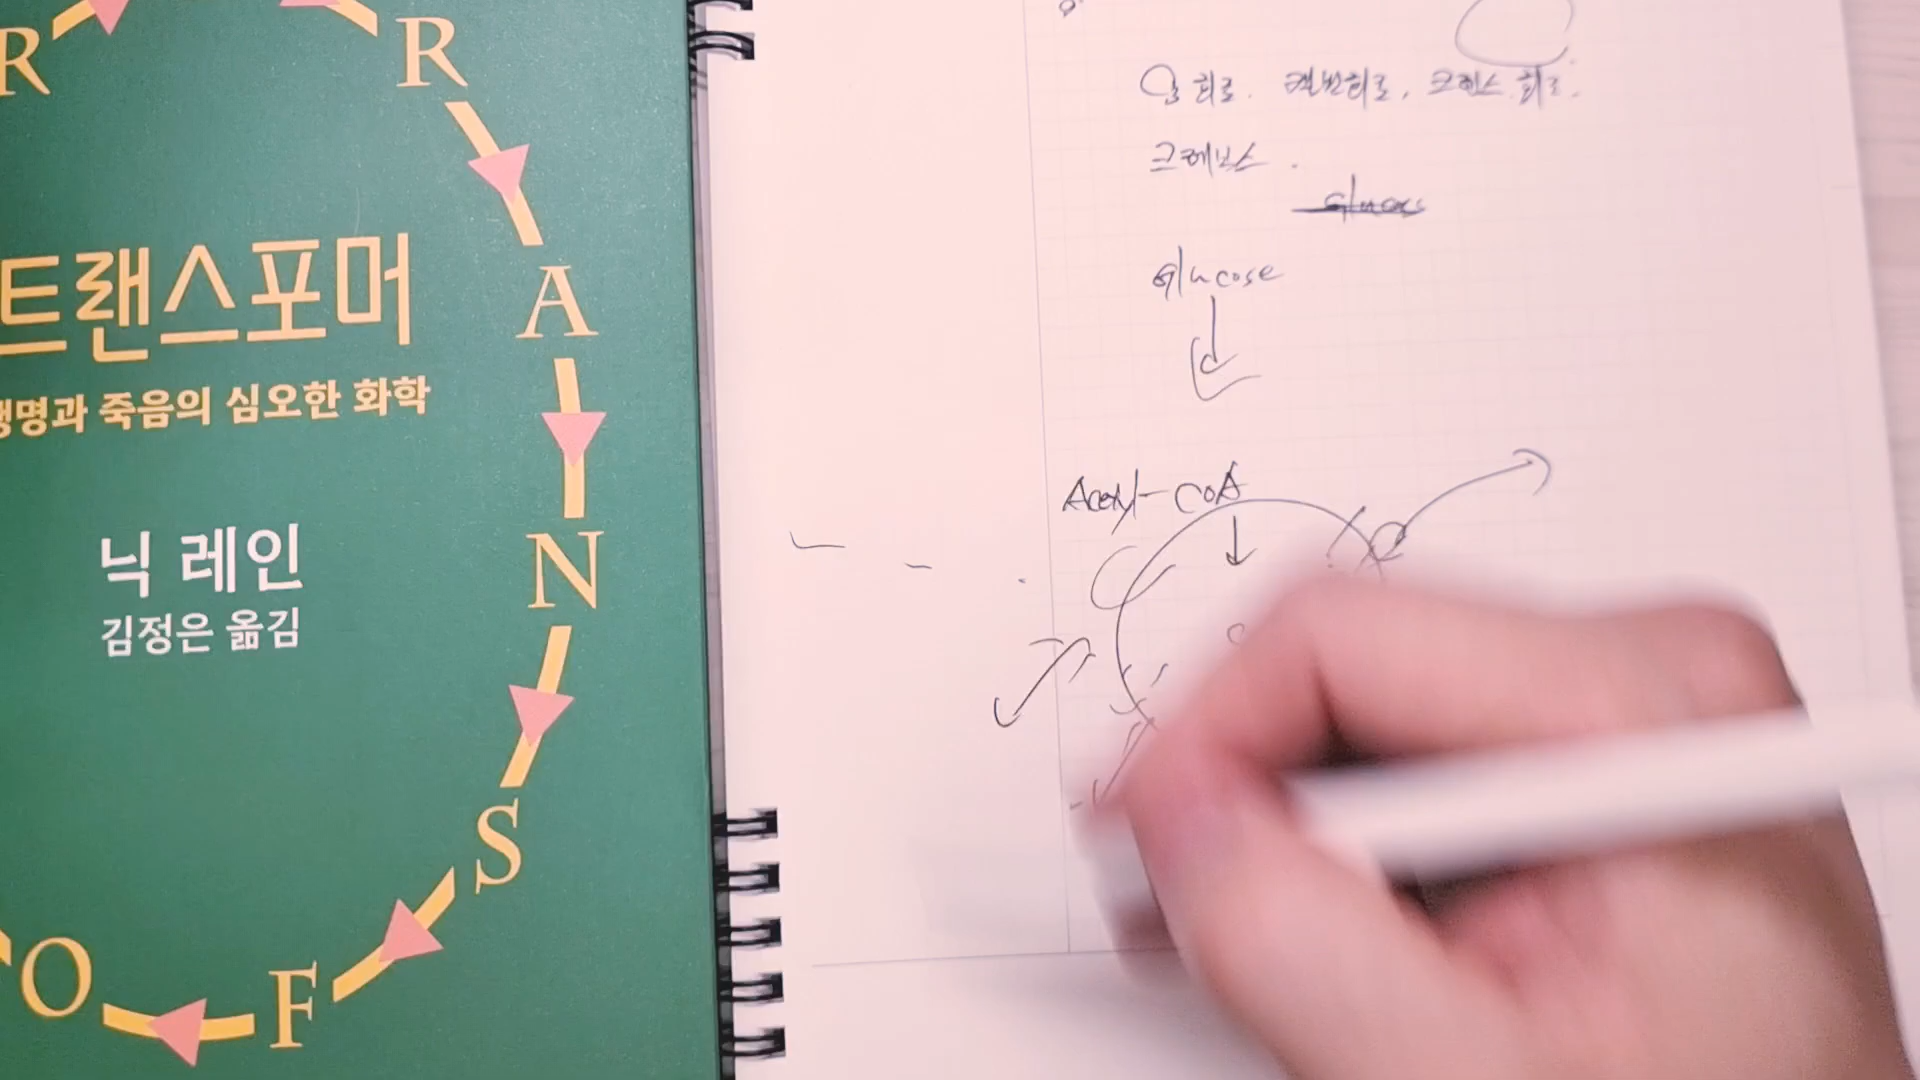 R
R
A
N
S
F
O
트랜스포머
생명과 죽음의 심오한 화학
닉 레인
김정은 옮김
회로. 캘빈회로, 크렙스 회로.
크레브스.
Glucose
Acetyl-CoA